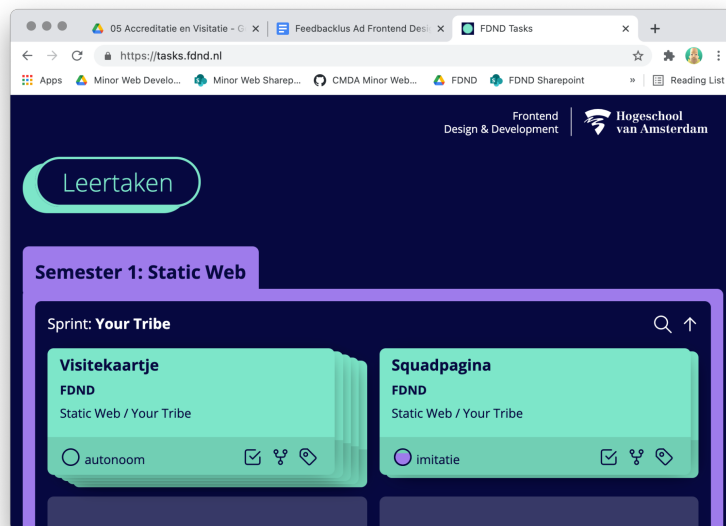 05 Accreditatie en Visitatie - G
Feedbacklus Ad Frontend Desi
FDND Tasks
https://tasks.fdnd.nl
Apps
Minor Web Develo...
Minor Web Sharep...
CMDA Minor Web...
FDND
FDND Sharepoint
»
Reading List
Frontend
Design & Development
Hogeschool
van Amsterdam
Leertaken
Semester 1: Static Web
Sprint: Your Tribe
Visitekaartje
FDND
Static Web / Your Tribe
autonoom
Squadpagina
FDND
Static Web / Your Tribe
imitatie